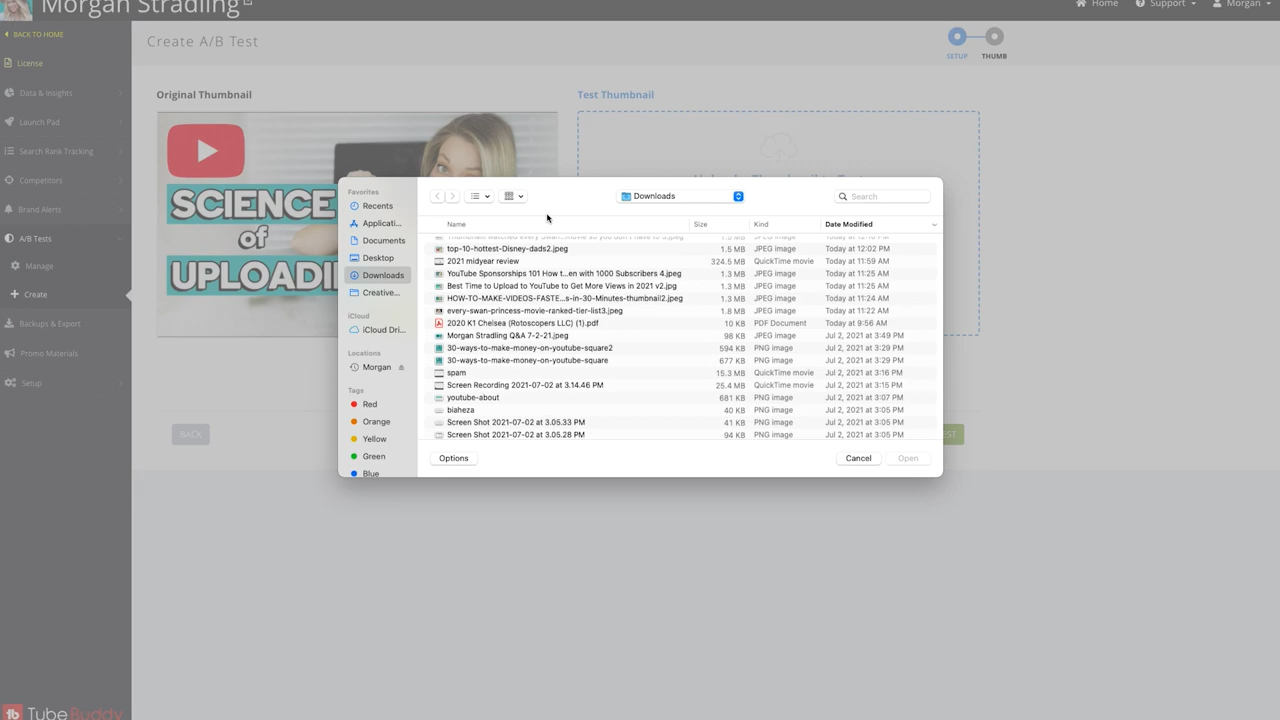 Morgan Stradling
Home
Support
Morgan
BACK TO HOME
Create A/B Test
SETUP
THUMB
License
Data & Insights
Launch Pad
Search Rank Tracking
Competitors
Brand Alerts
A/B Tests
Manage
Create
Backups & Export
Promo Materials
Setup
Original Thumbnail
Test Thumbnail
SCIENCE
of
UPLOADI
BACK
Favorites
Recents
Applicati...
Documents
Desktop
Downloads
Creative...
iCloud
iCloud Dri...
Locations
Morgan
Tags
Red
Orange
Yellow
Green
Blue
Downloads
Search
Name Size Kind Date Modified
top-10-hottest-Disney-dads2.jpeg 1.5 MB JPEG image Today at 12:02 PM
2021 midyear review 324.5 MB QuickTime movie Today at 11:59 AM
YouTube Sponsorships 101 How t...en with 1000 Subscribers 4.jpeg 1.3 MB JPEG image Today at 11:25 AM
Best Time to Upload to YouTube to Get More Views in 2021 v2.jpg 1.3 MB JPEG image Today at 11:25 AM
HOW-TO-MAKE-VIDEOS-FASTE...s-in-30-Minutes-thumbnail2.jpeg 1.3 MB JPEG image Today at 11:24 AM
every-swan-princess-movie-ranked-tier-list3.jpeg 1.8 MB JPEG image Today at 11:22 AM
2020 K1 Chelsea (Rotoscopers LLC) (1).pdf 10 KB PDF Document Today at 9:56 AM
Morgan Stradling Q&A 7-2-21.jpeg 98 KB JPEG image Jul 2, 2021 at 3:49 PM
30-ways-to-make-money-on-youtube-square2 594 KB PNG image Jul 2, 2021 at 3:29 PM
30-ways-to-make-money-on-youtube-square 677 KB PNG image Jul 2, 2021 at 3:29 PM
spam 15.3 MB QuickTime movie Jul 2, 2021 at 3:16 PM
Screen Recording 2021-07-02 at 3.14.46 PM 25.4 MB QuickTime movie Jul 2, 2021 at 3:15 PM
youtube-about 681 KB PNG image Jul 2, 2021 at 3:07 PM
biaheza 40 KB PNG image Jul 2, 2021 at 3:05 PM
Screen Shot 2021-07-02 at 3.05.33 PM 41 KB PNG image Jul 2, 2021 at 3:05 PM
Screen Shot 2021-07-02 at 3.05.28 PM 94 KB PNG image Jul 2, 2021 at 3:05 PM
Options
Cancel
Open
TubeBuddy